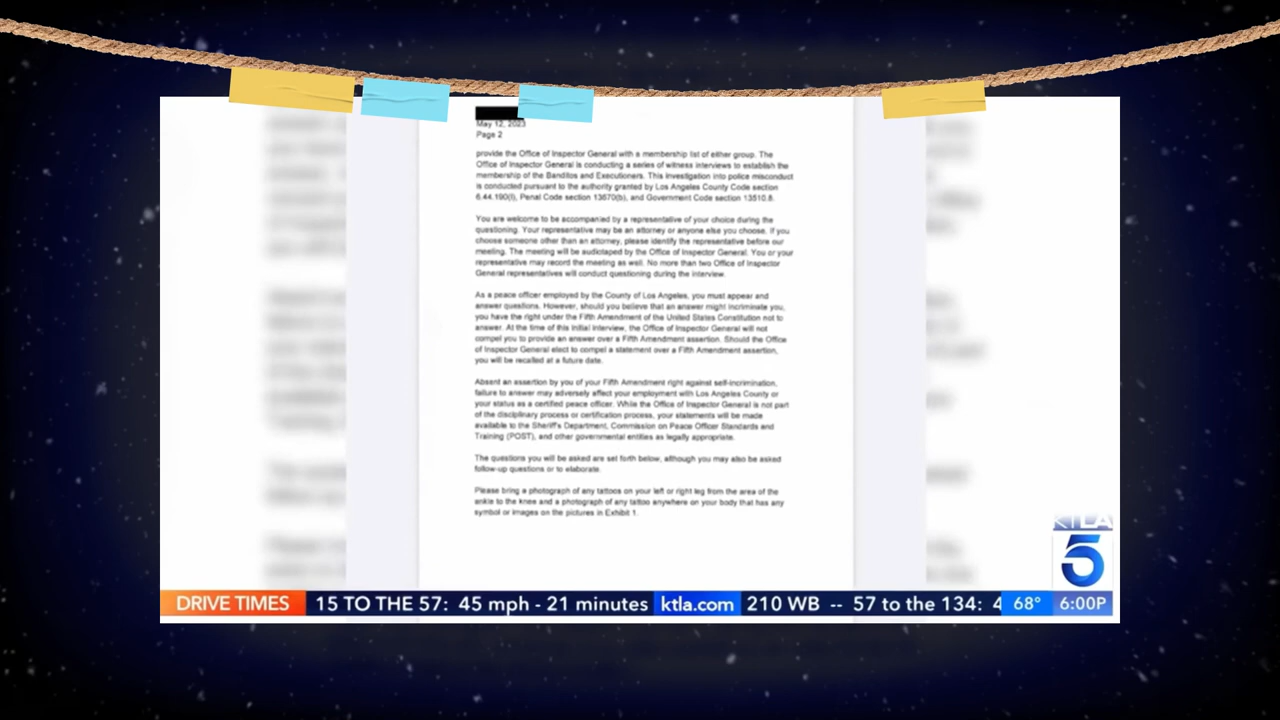 May 12, 2023
Page 2
provide the Office of Inspector General with a membership list of either group. The
Office of Inspector General is conducting a series of witness interviews to establish the
membership of the Banditos and Executioners. This investigation into police misconduct
is conducted pursuant to the authority granted by Los Angeles County Code section
6.44.190(l), Penal Code section 13670(b), and Government Code section 13510.8.
You are welcome to be accompanied by a representative of your choice during the
questioning. Your representative may be an attorney or anyone else you choose. If you
choose someone other than an attorney, please identify the representative before our
meeting. The meeting will be audiotaped by the Office of Inspector General. You or your
representative may record the meeting as well. No more than two Office of Inspector
General representatives will conduct questioning during the interview.
As a peace officer employed by the County of Los Angeles, you must appear and
answer questions. However, should you believe that an answer might incriminate you,
you have the right under the Fifth Amendment of the United States Constitution not to
answer. At the time of this initial interview, the Office of Inspector General will not
compel you to provide an answer over a Fifth Amendment assertion. Should the Office
of Inspector General elect to compel a statement over a Fifth Amendment assertion,
you will be recalled at a future date.
Absent an assertion by you of your Fifth Amendment right against self-incrimination,
failure to answer may adversely affect your employment with Los Angeles County or
your status as a certified peace officer. While the Office of Inspector General is not part
of the disciplinary process or certification process, your statements will be made
available to the Sheriff's Department, Commission on Peace Officer Standards and
Training (POST), and other governmental entities as legally appropriate.
The questions you will be asked are set forth below, although you may also be asked
follow-up questions or to elaborate.
Please bring a photograph of any tattoos on your left or right leg from the area of the
ankle to the knee and a photograph of any tattoo anywhere on your body that has any
symbol or images on the pictures in Exhibit 1.
KTLA
5
DRIVE TIMES 15 TO THE 57: 45 mph - 21 minutes ktla.com 210 WB -- 57 to the 134: 4 68° 6:00P